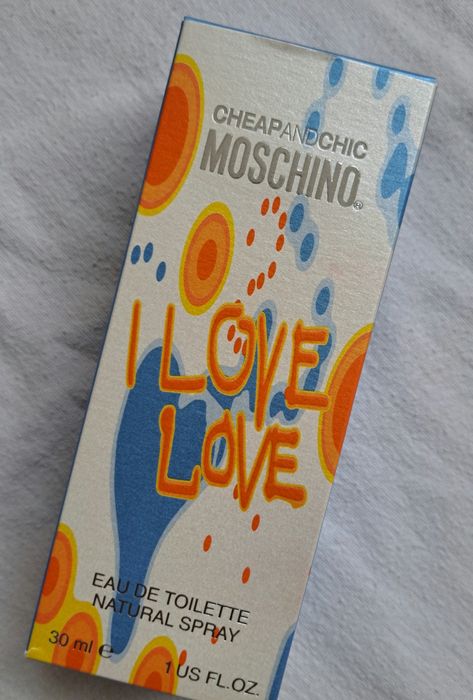 CHEAPANDCHIC
MOSCHINO®
I LOVE
LOVE
EAU DE TOILETTE
NATURAL SPRAY
30 ml ℮
1 US FL.OZ.